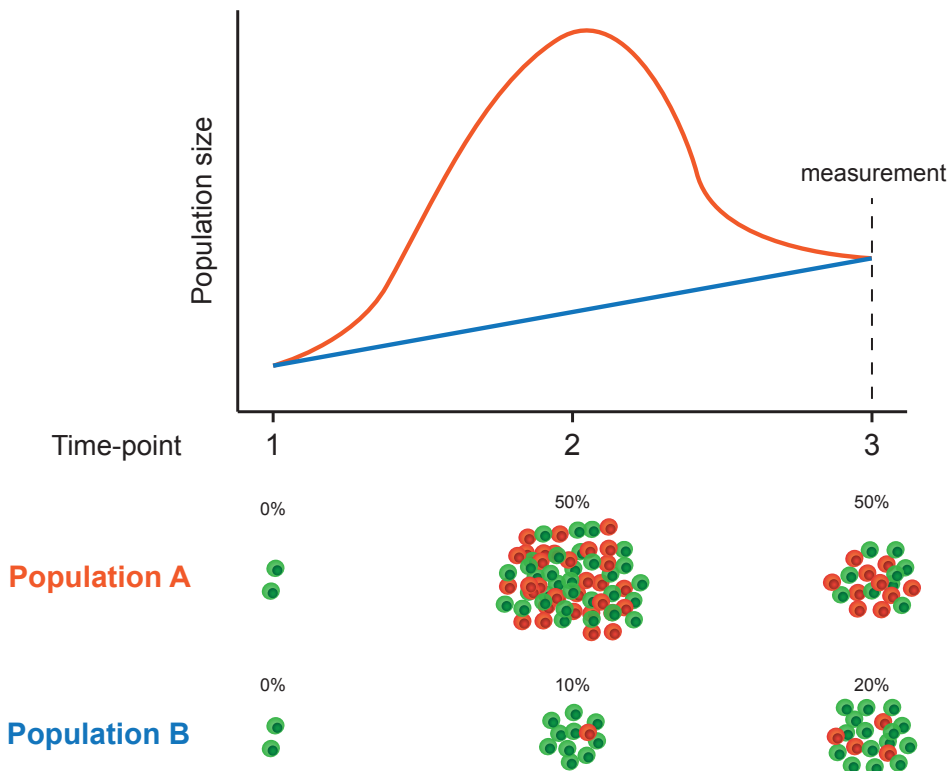 Population size
measurement
1 2 3
Time-point
0% 50% 50%
Population A
0% 10% 20%
Population B